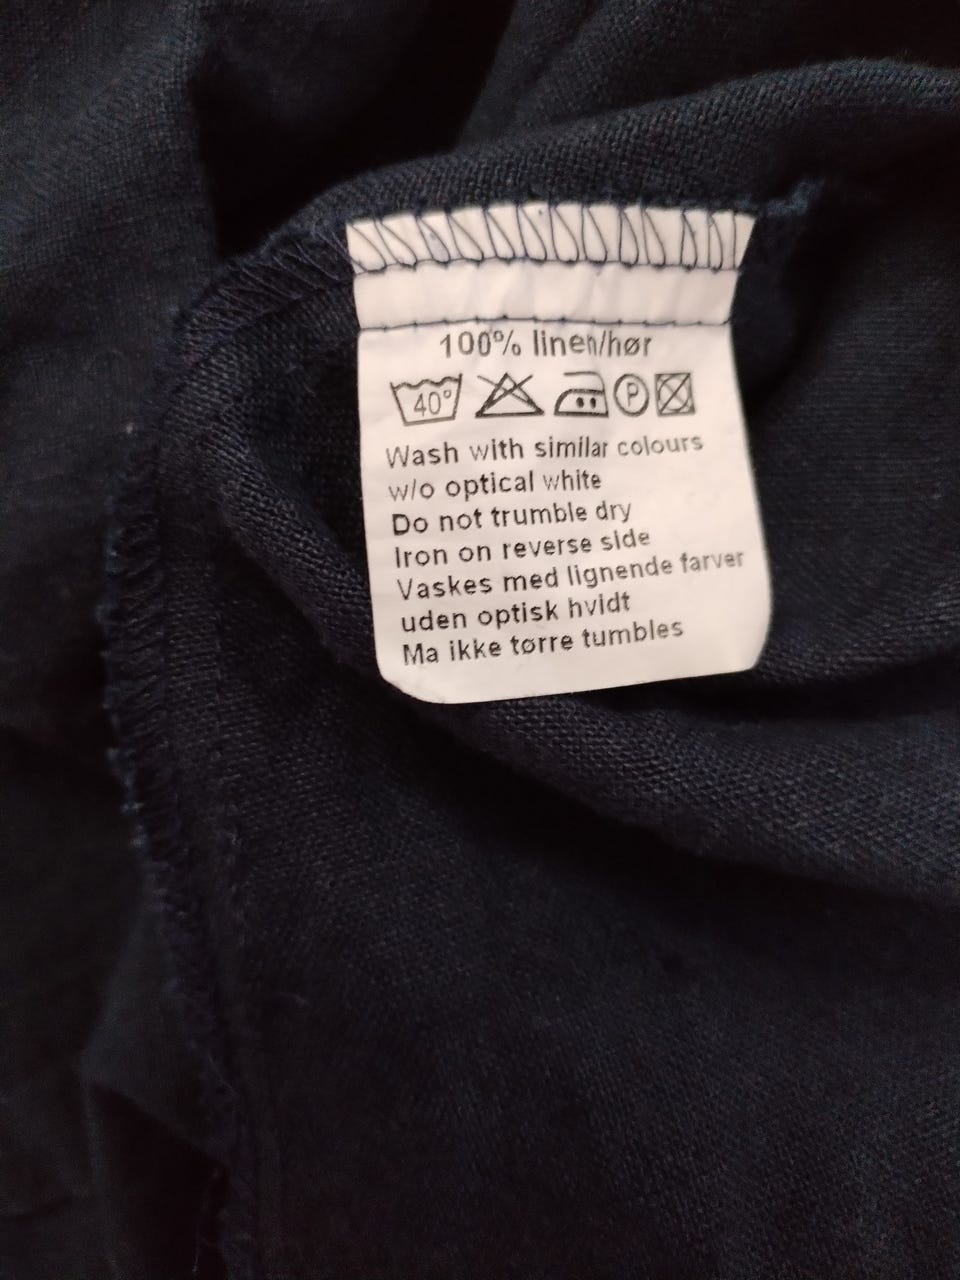 100% linen/hør
40° P
Wash with similar colours
w/o optical white
Do not trumble dry
Iron on reverse side
Vaskes med lignende farver
uden optisk hvidt
Ma ikke tørre tumbles